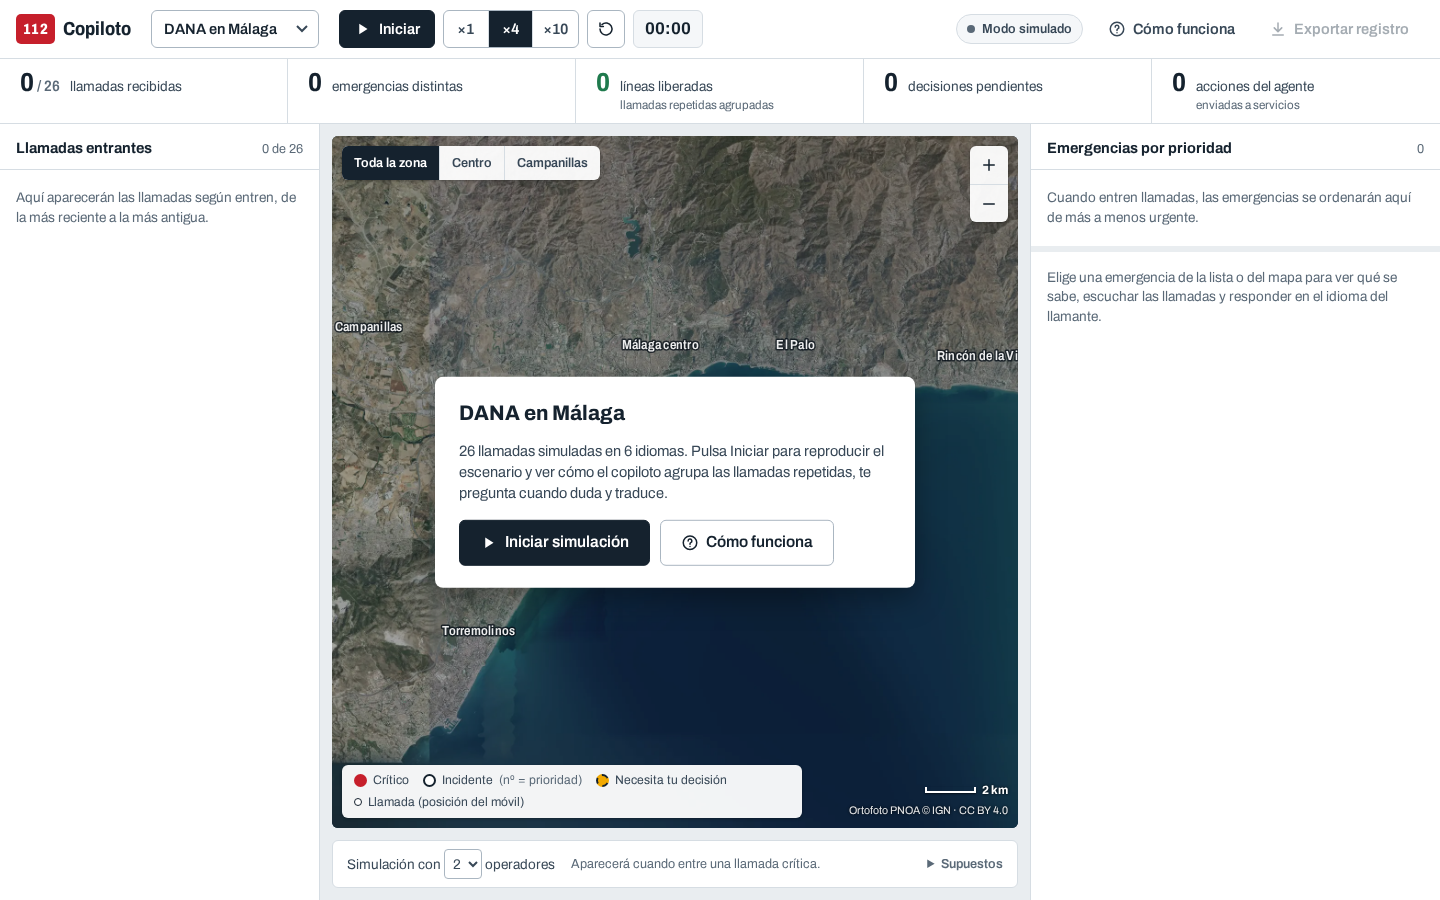 112 Copiloto DANA en Málaga Iniciar ×1 ×4 ×10 00:00 Modo simulado Cómo funciona Exportar registro
0 / 26 llamadas recibidas
0 emergencias distintas
0 líneas liberadas
llamadas repetidas agrupadas
0 decisiones pendientes
0 acciones del agente
enviadas a servicios
Llamadas entrantes 0 de 26
Aquí aparecerán las llamadas según entren, de
la más reciente a la más antigua.
Toda la zona Centro Campanillas
+
−
Campanillas
Málaga centro
El Palo
Rincón de la Vi
DANA en Málaga
26 llamadas simuladas en 6 idiomas. Pulsa Iniciar para reproducir el
escenario y ver cómo el copiloto agrupa las llamadas repetidas, te
pregunta cuando duda y traduce.
Iniciar simulación Cómo funciona
Torremolinos
Crítico Incidente (nº = prioridad) Necesita tu decisión
Llamada (posición del móvil)
2 km
Ortofoto PNOA © IGN · CC BY 4.0
Simulación con 2 operadores Aparecerá cuando entre una llamada crítica. Supuestos
Emergencias por prioridad 0
Cuando entren llamadas, las emergencias se ordenarán aquí
de más a menos urgente.
Elige una emergencia de la lista o del mapa para ver qué se
sabe, escuchar las llamadas y responder en el idioma del
llamante.